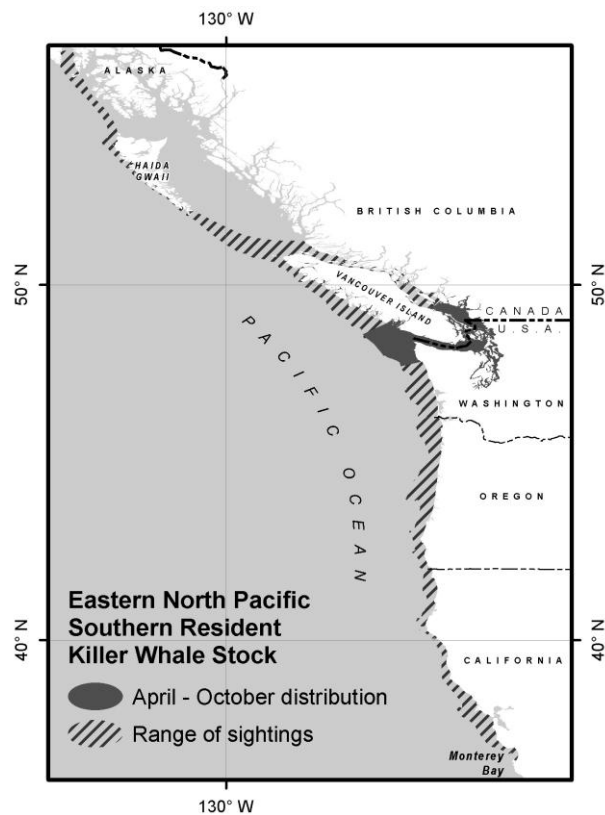 130° W
ALASKA
HAIDA
GWAII
BRITISH COLUMBIA
50° N
50° N
VANCOUVER ISLAND
CANADA
U.S.A.
PACIFIC OCEAN
WASHINGTON
OREGON
Eastern North Pacific
Southern Resident
Killer Whale Stock
40° N
40° N
CALIFORNIA
April - October distribution
Range of sightings
Monterey
Bay
130° W